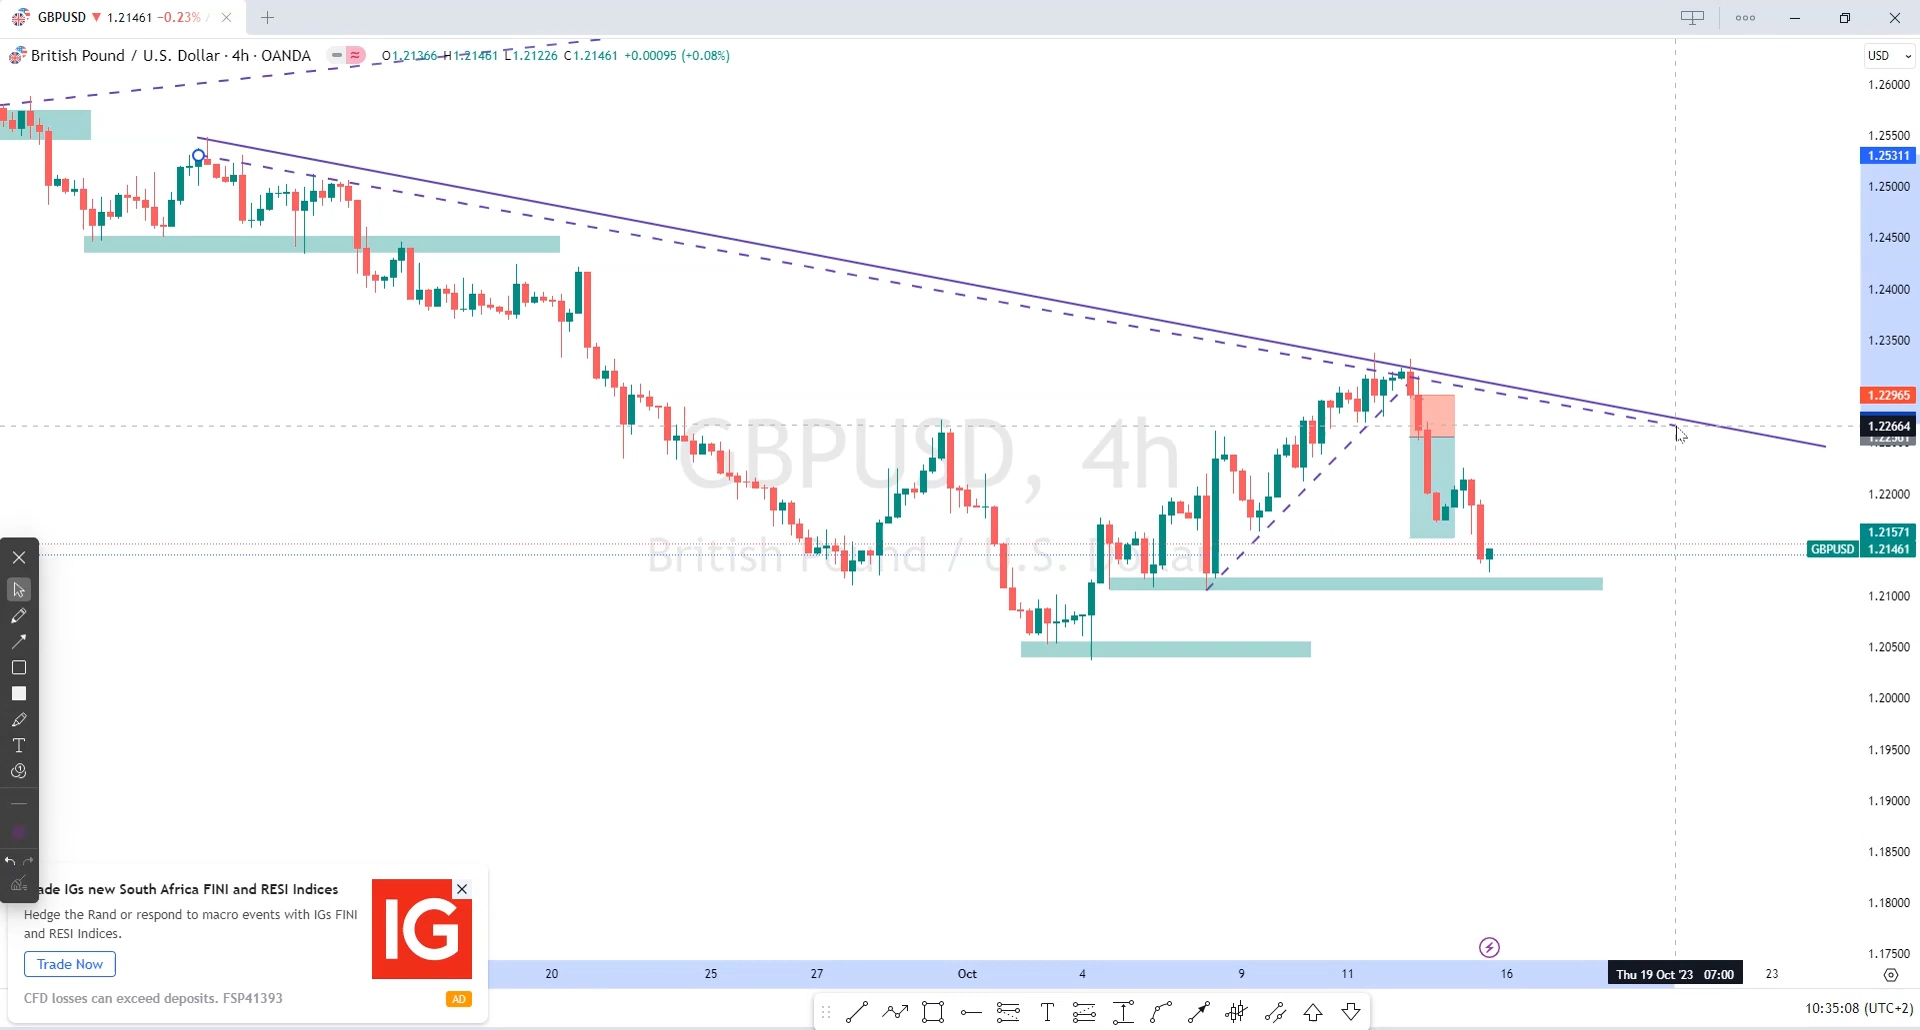 GBPUSD ▼ 1.21461 −0.23% /
British Pound / U.S. Dollar · 4h · OANDA
O1.21366 H1.21461 L1.21226 C1.21461 +0.00095 (+0.08%)
USD
1.26000
1.25500
1.25311
1.25000
1.24500
1.24000
1.23500
1.22965
1.22664
1.22000
1.21571
GBPUSD 1.21461
1.21000
1.20500
1.20000
1.19500
1.19000
1.18500
1.18000
1.17500
GBPUSD, 4h
British Pound / U.S. Dollar
ade IGs new South Africa FINI and RESI Indices
Hedge the Rand or respond to macro events with IGs FINI
and RESI Indices.
Trade Now
CFD losses can exceed deposits. FSP41393
IG
AD
20 25 27 Oct 4 9 11 16 Thu 19 Oct '23 07:00 23
T
T
10:35:08 (UTC+2)